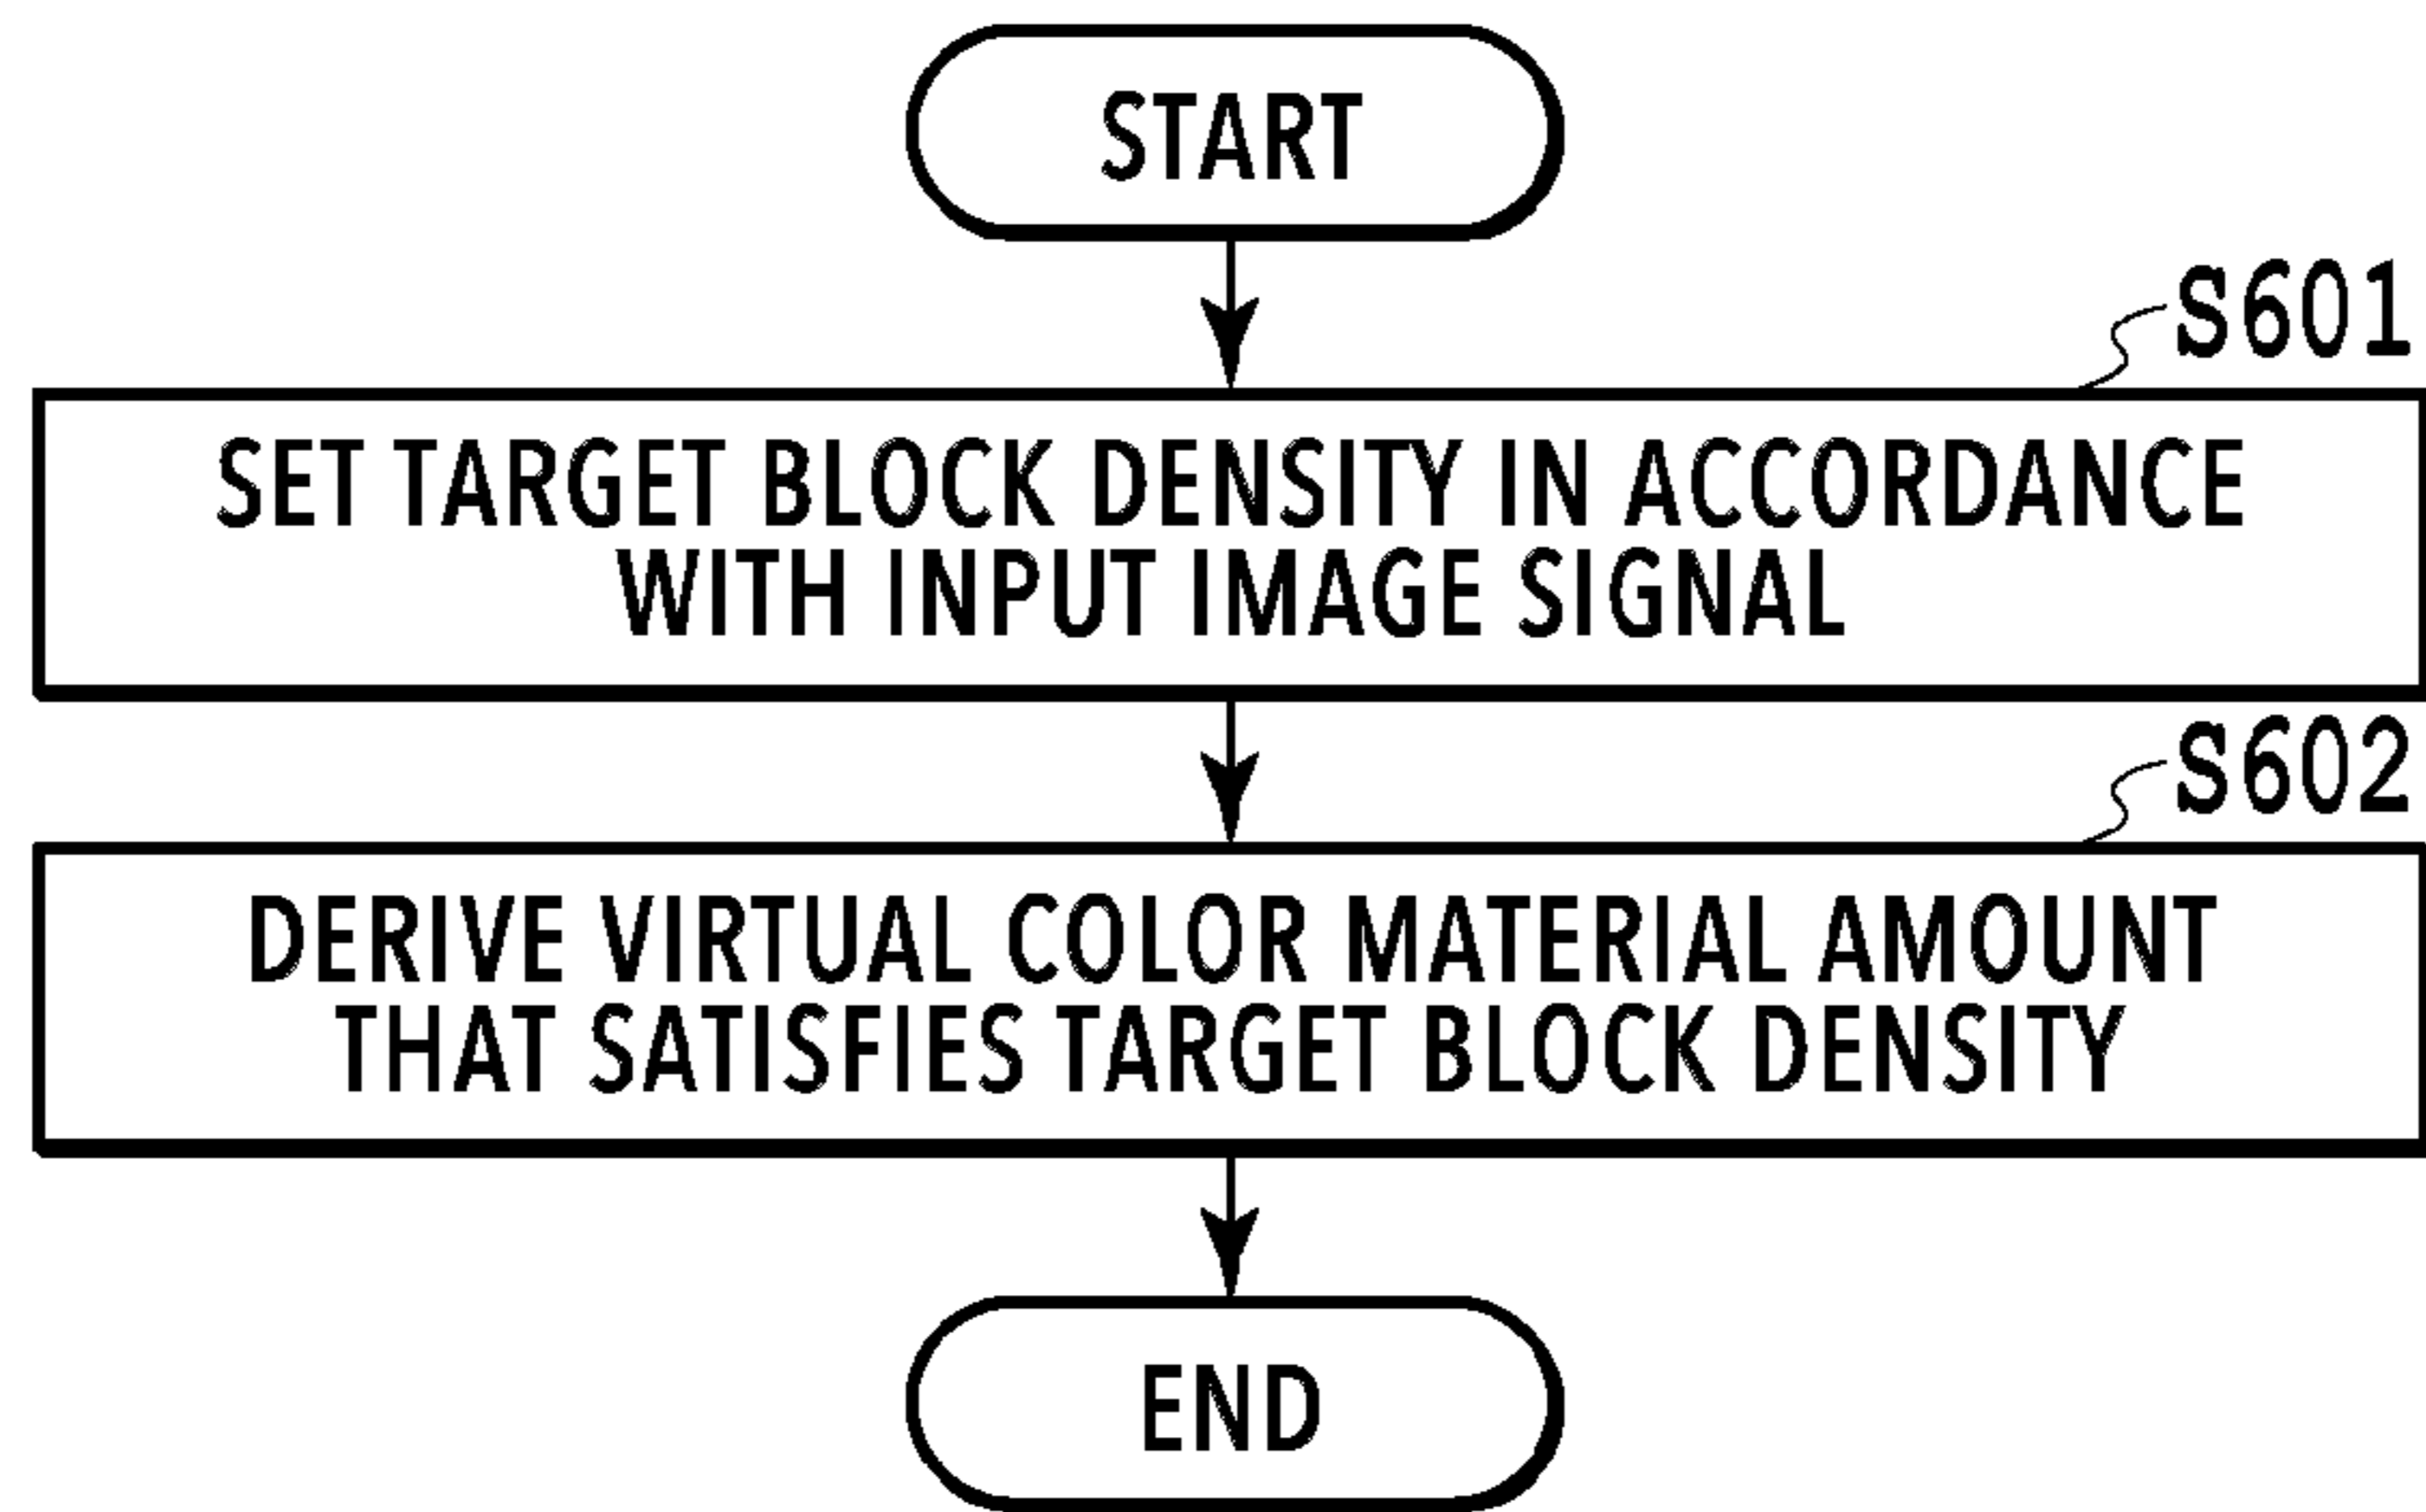 START
S601
SET TARGET BLOCK DENSITY IN ACCORDANCE
WITH INPUT IMAGE SIGNAL
S602
DERIVE VIRTUAL COLOR MATERIAL AMOUNT
THAT SATISFIES TARGET BLOCK DENSITY
END